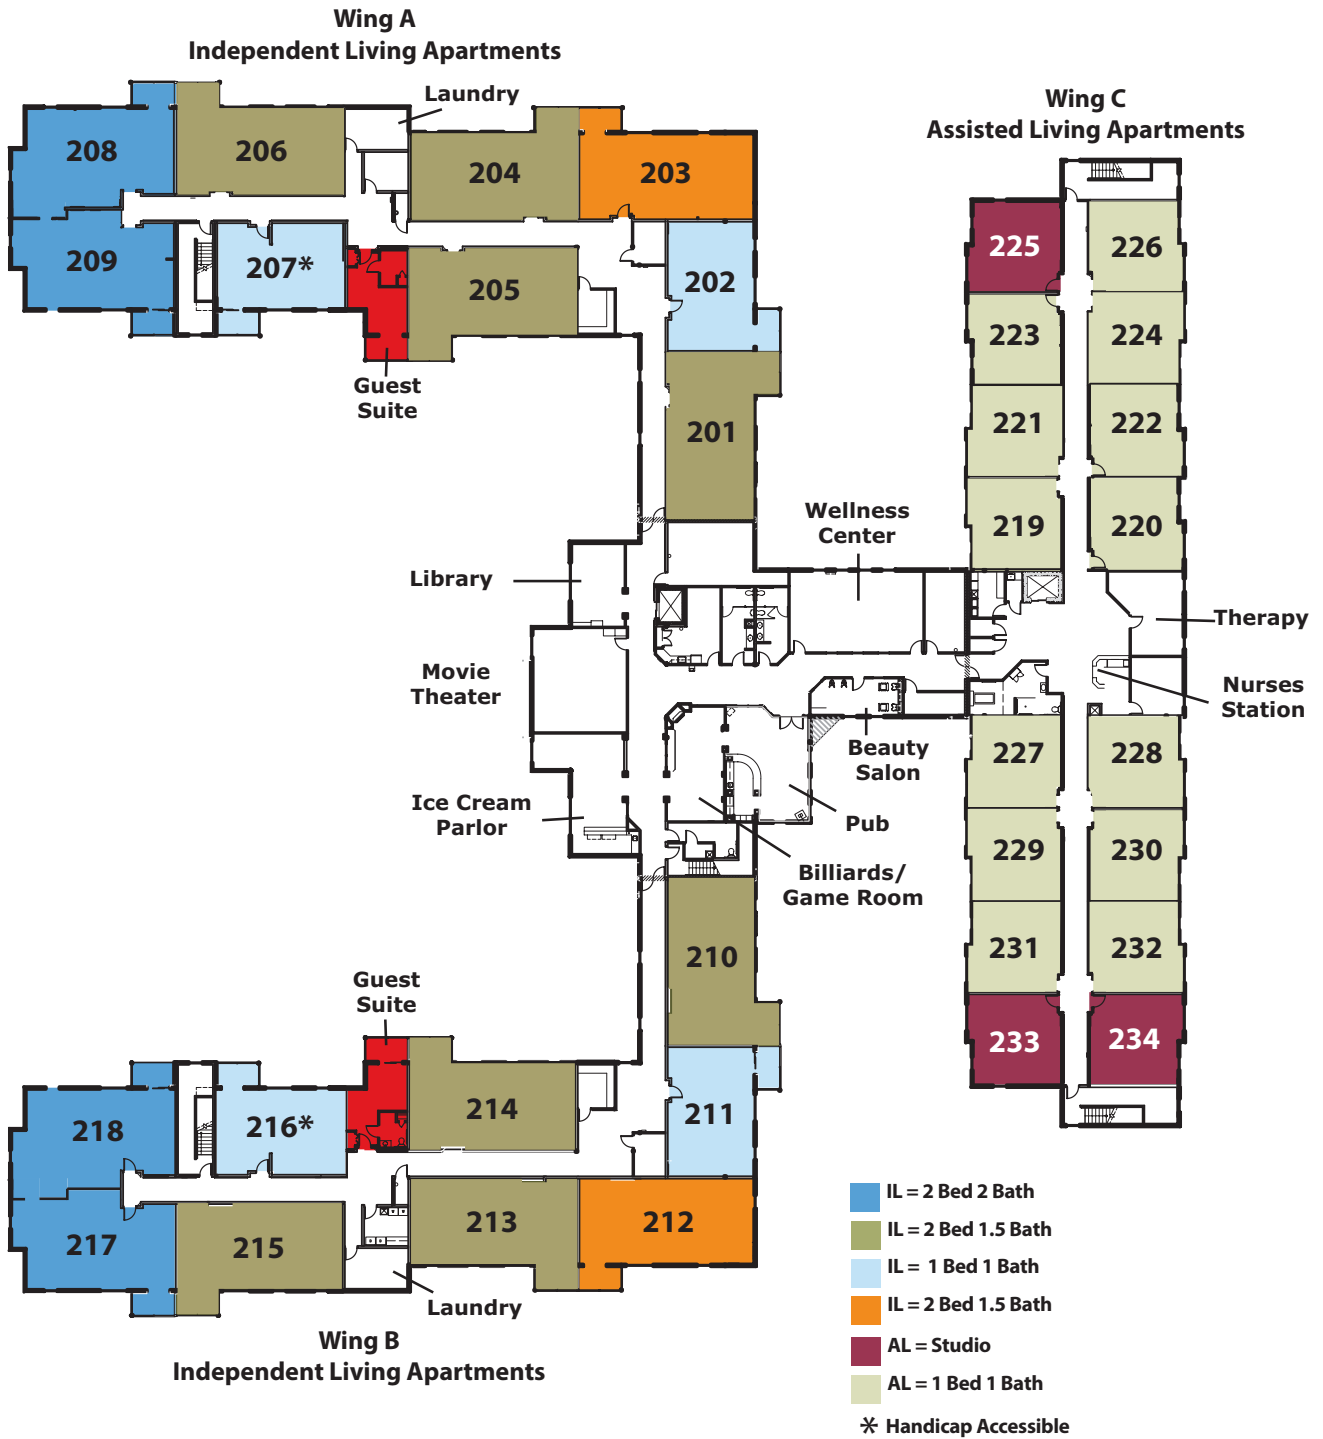 Wing A
Independent Living Apartments
Laundry
Wing C
Assisted Living Apartments
208
206
204
203
209
207*
205
202
Guest
Suite
201
225
226
223
224
221
222
219
220
Wellness
Center
Library
Therapy
Movie
Theater
Nurses
Station
Beauty
Salon
Ice Cream
Parlor
Pub
Billiards/
Game Room
227
228
229
230
231
232
233
234
210
Guest
Suite
218
216*
214
211
217
215
213
212
Laundry
Wing B
Independent Living Apartments
IL = 2 Bed 2 Bath
IL = 2 Bed 1.5 Bath
IL = 1 Bed 1 Bath
IL = 2 Bed 1.5 Bath
AL = Studio
AL = 1 Bed 1 Bath
* Handicap Accessible